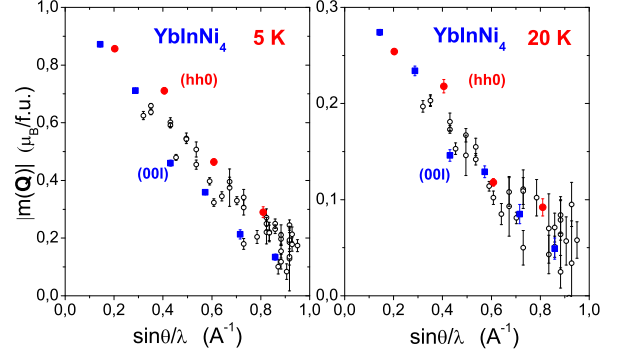 YbInNi4 5 K
(hh0)
(00l)
|m(Q)| (μB/f.u.)
1,0
0,8
0,6
0,4
0,2
0,0
0,0 0,2 0,4 0,6 0,8 1,0
sinθ/λ (A-1)
YbInNi4 20 K
(hh0)
(00l)
0,3
0,2
0,1
0,0
0,0 0,2 0,4 0,6 0,8 1,0
sinθ/λ (A-1)